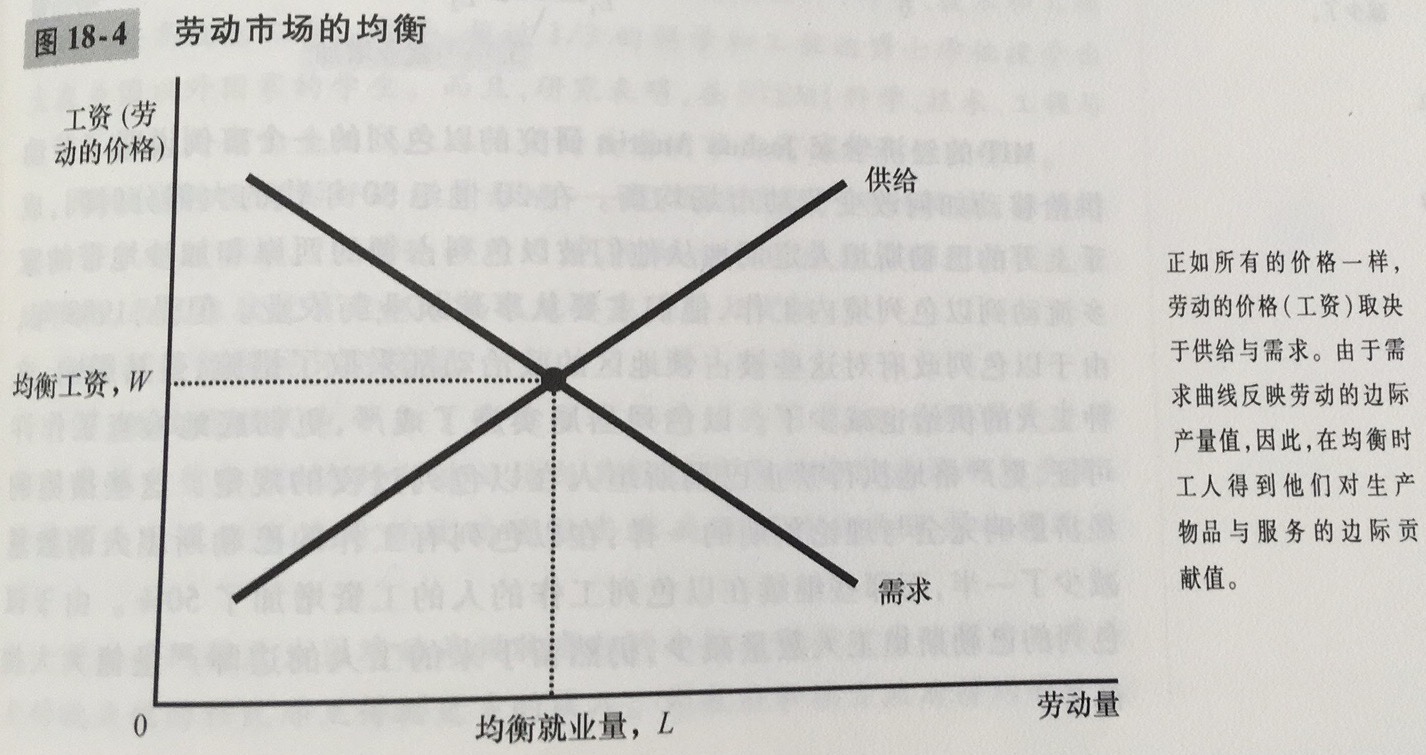 图 18-4 劳动市场的均衡
工资 (劳
动的价格)
供给
均衡工资, W
需求
0
均衡就业量, L
劳动量
正如所有的价格一样，
劳动的价格(工资)取决
于供给与需求。由于需
求曲线反映劳动的边际
产量值,因此,在均衡时
工人得到他们对生产
物品与服务的边际贡
献值。